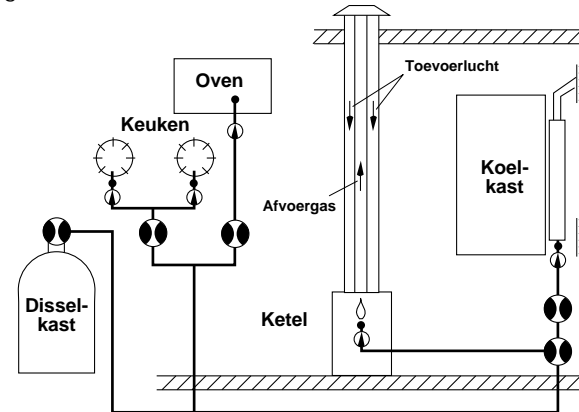 Toevoerlucht
Oven
Keuken
Koel-
kast
Afvoergas
Dissel-
kast
Ketel